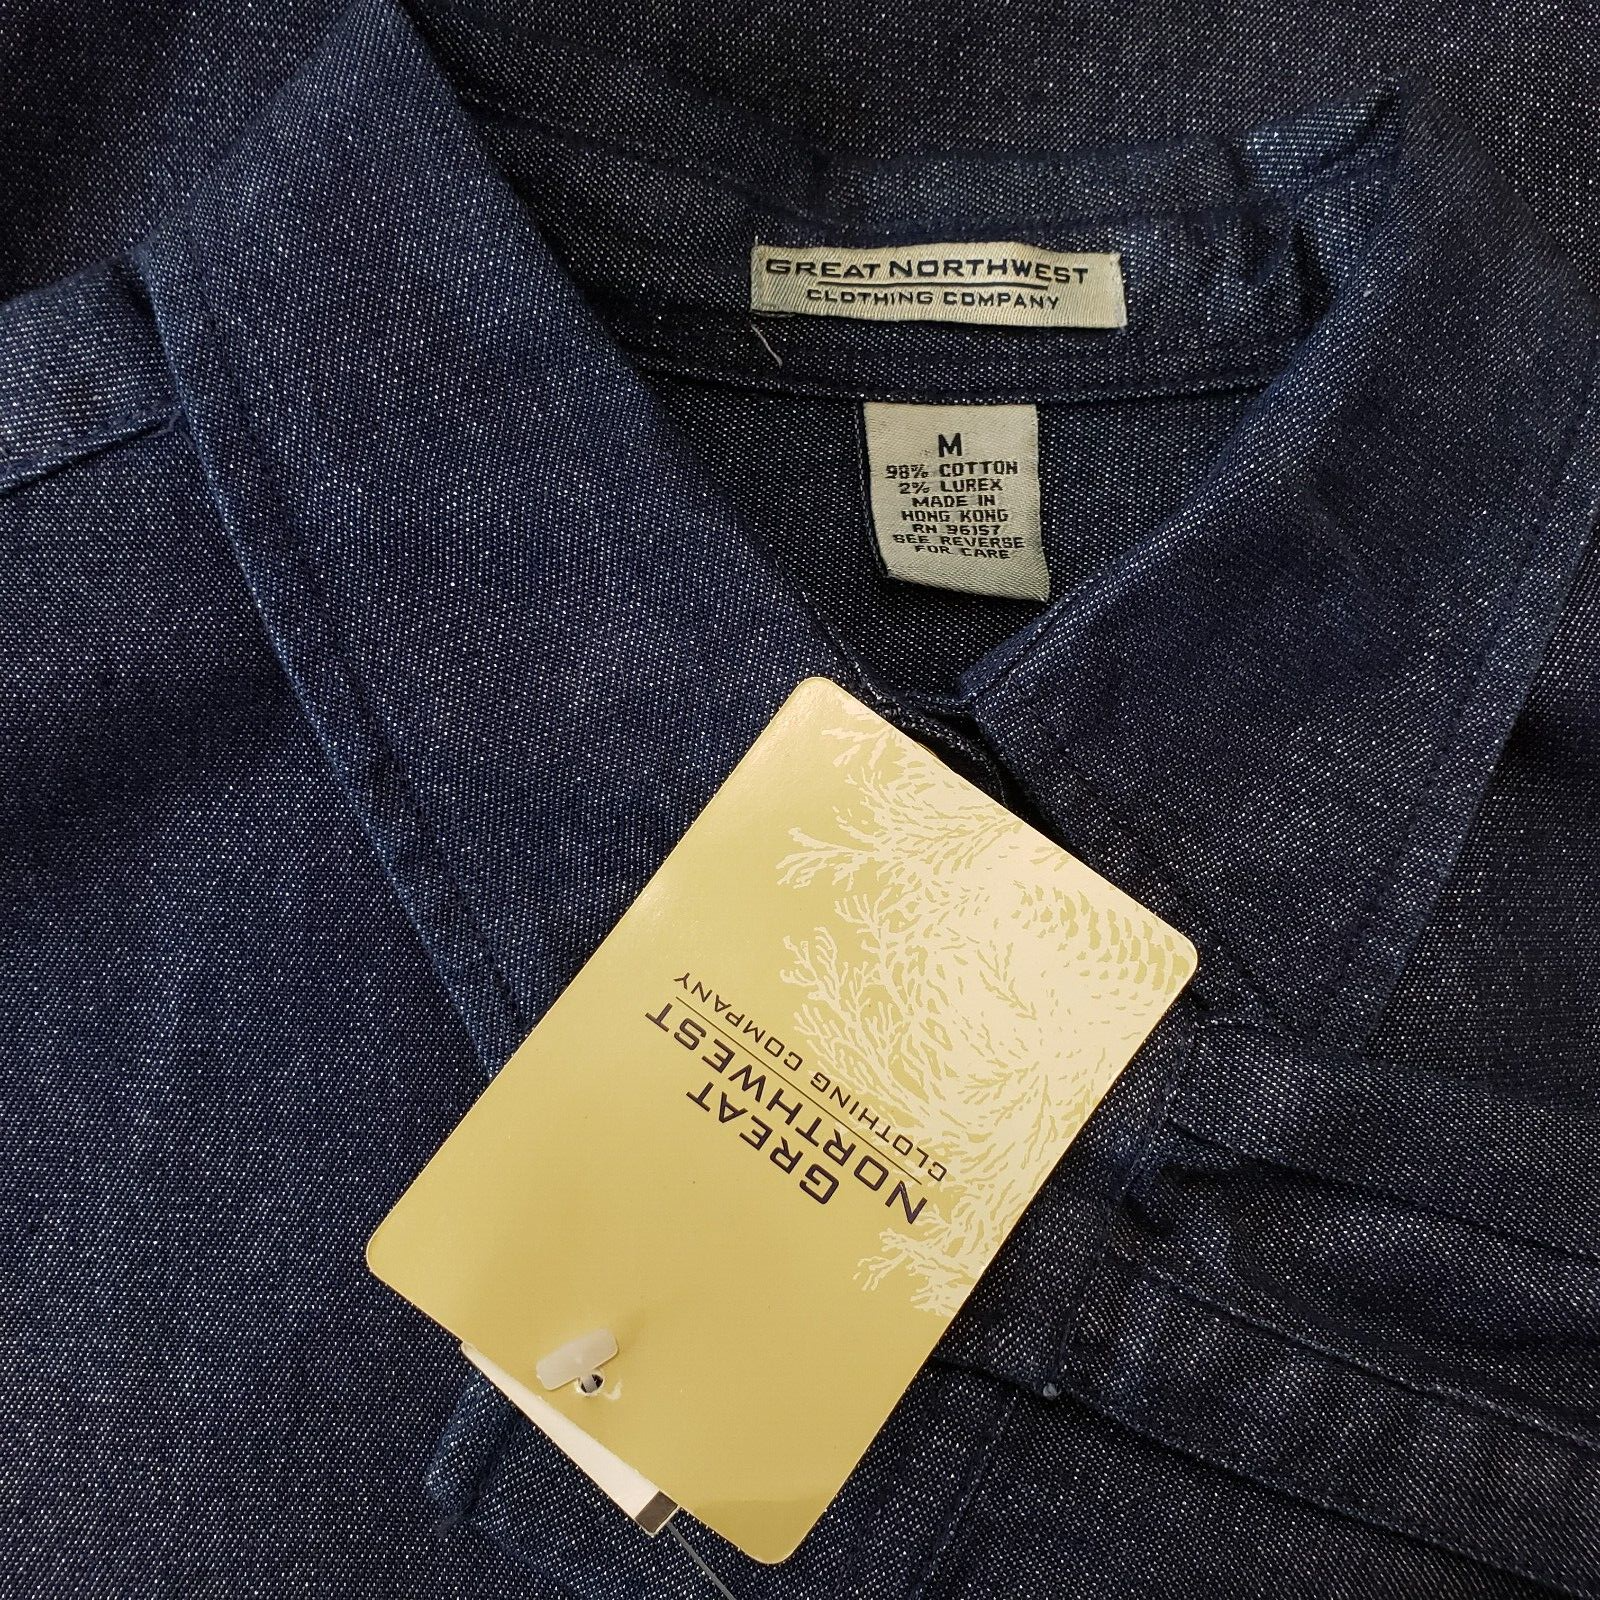 GREAT NORTHWEST
CLOTHING COMPANY
M
98% COTTON
2% LUREX
MADE IN
HONG KONG
RN 96157
SEE REVERSE
FOR CARE
GREAT
NORTHWEST
CLOTHING COMPANY